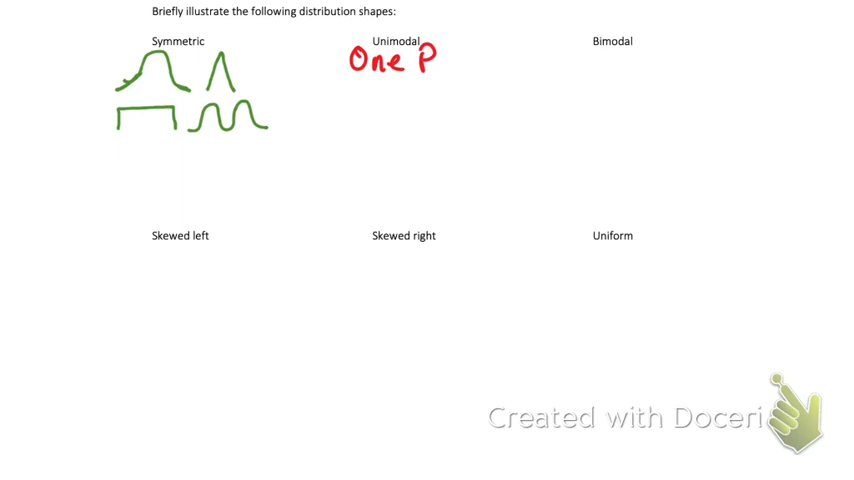 Briefly illustrate the following distribution shapes:
Symmetric Unimodal Bimodal
One P
Skewed left Skewed right Uniform
Created with Doceri